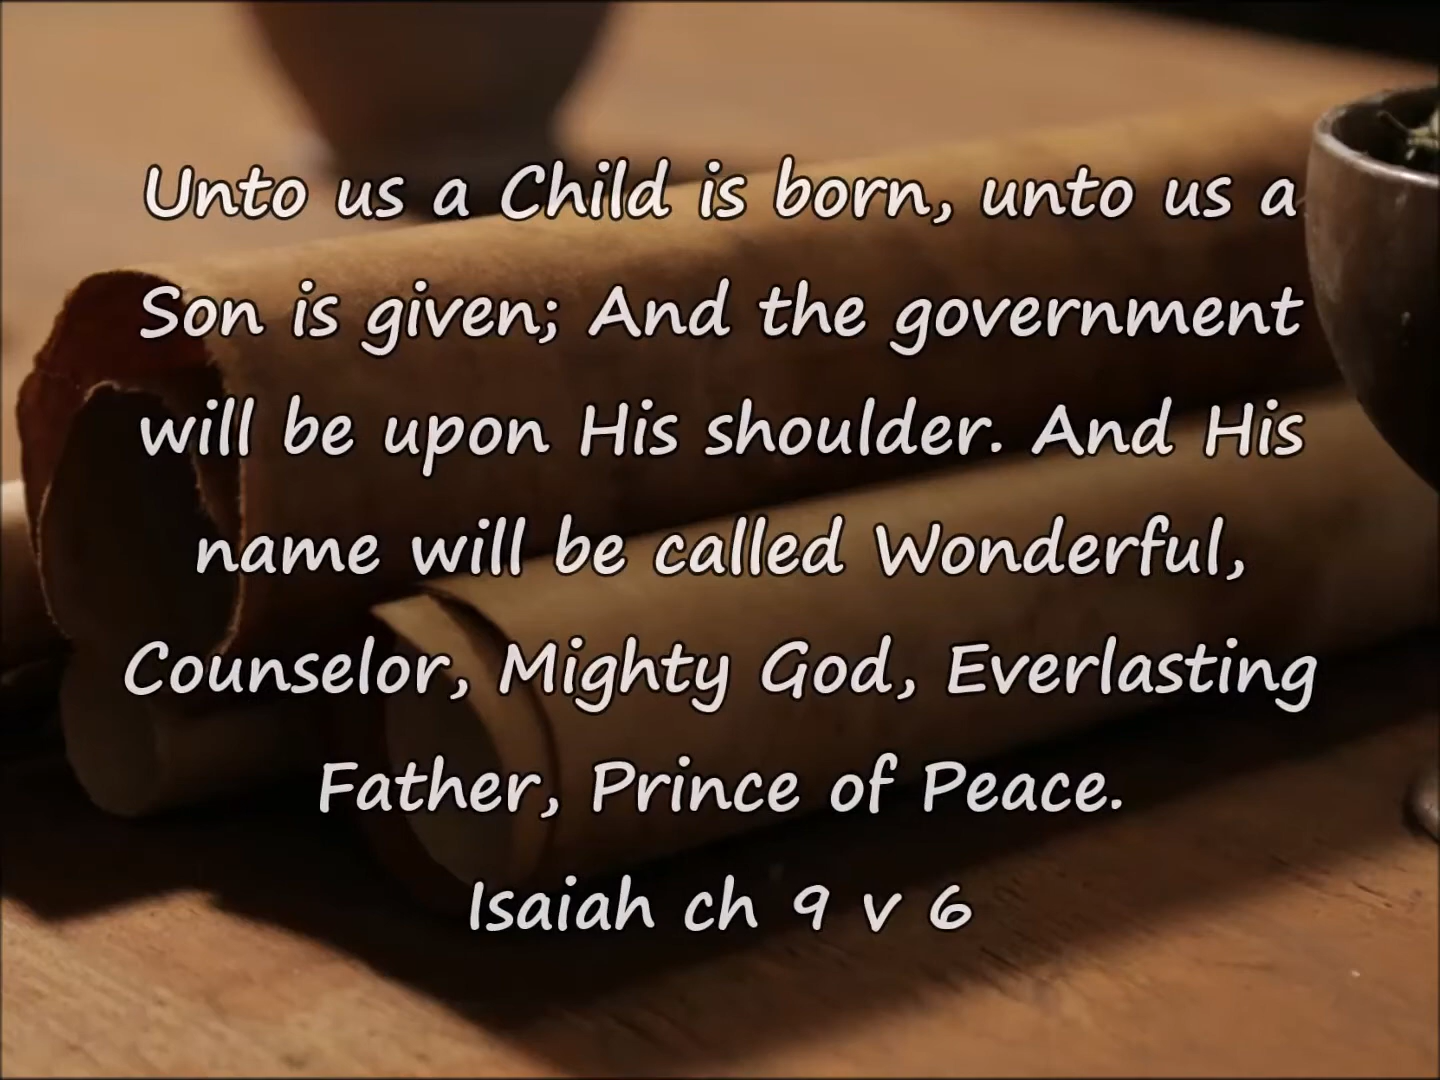 Unto us a Child is born, unto us a
Son is given; And the government
will be upon His shoulder. And His
name will be called Wonderful,
Counselor, Mighty God, Everlasting
Father, Prince of Peace.
Isaiah ch 9 v 6